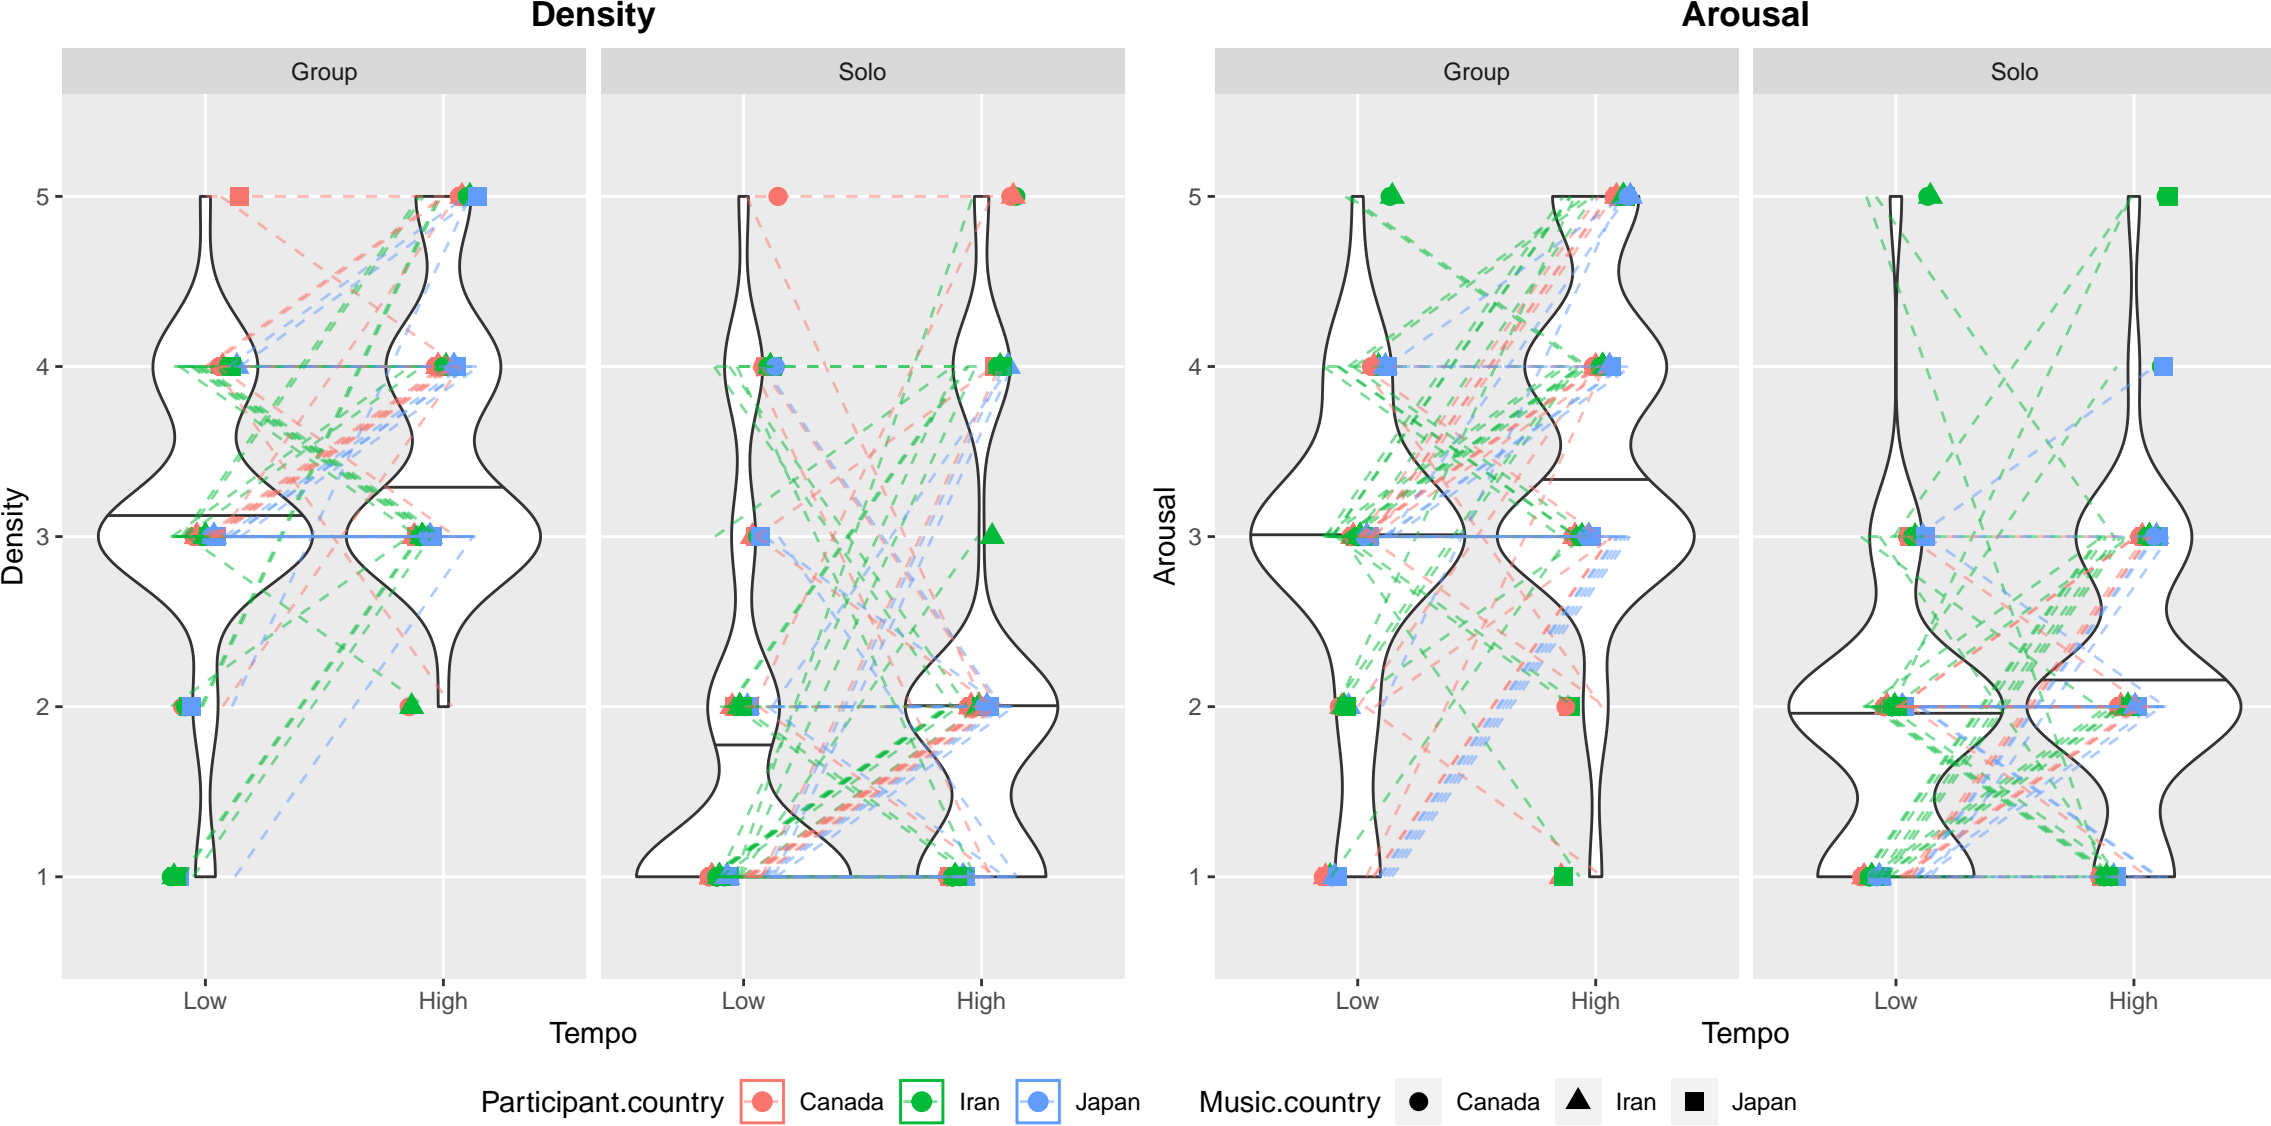 Density
Arousal
Group
Solo
Group
Solo
5
4
3
2
1
Density
5
4
3
2
1
Arousal
Low
High
Low
High
Low
High
Low
High
Tempo
Tempo
Participant.country Canada Iran Japan Music.country Canada Iran Japan